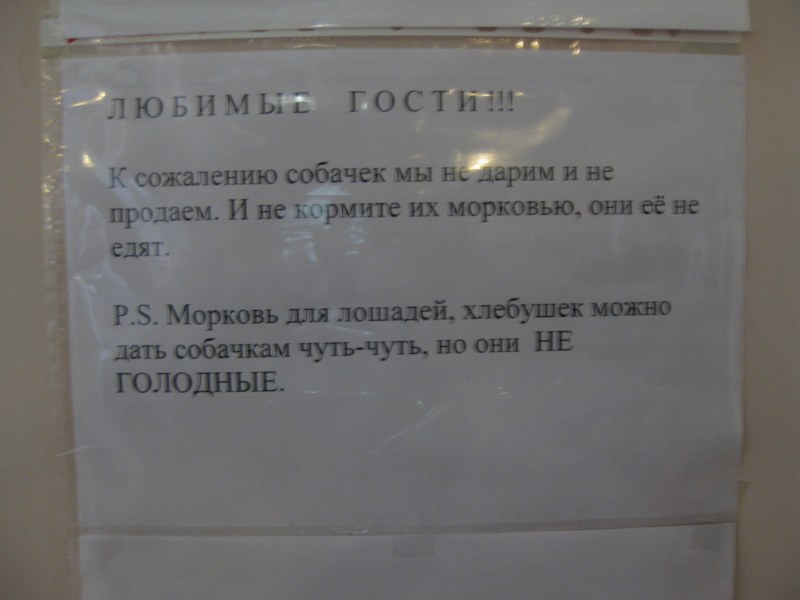 ЛЮБИМЫЕ ГОСТИ!!!
К сожалению собачек мы не дарим и не
продаем. И не кормите их морковью, они её не
едят.
P.S. Морковь для лошадей, хлебушек можно
дать собачкам чуть-чуть, но они НЕ
ГОЛОДНЫЕ.